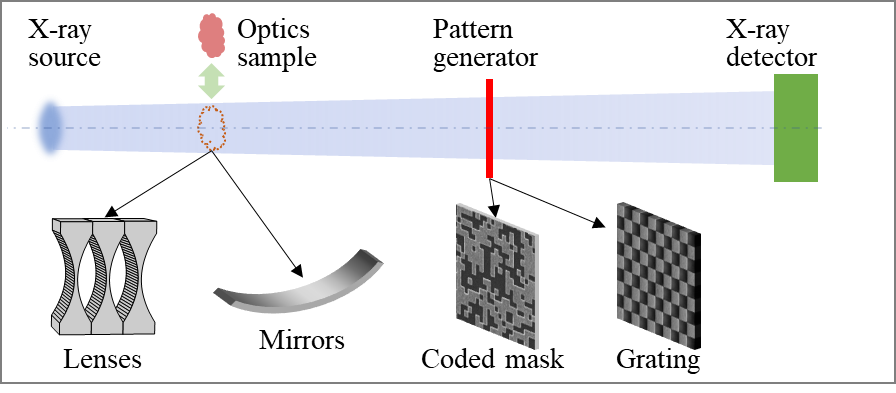 X-ray
source
Optics
sample
Pattern
generator
X-ray
detector
Lenses
Mirrors
Coded mask
Grating